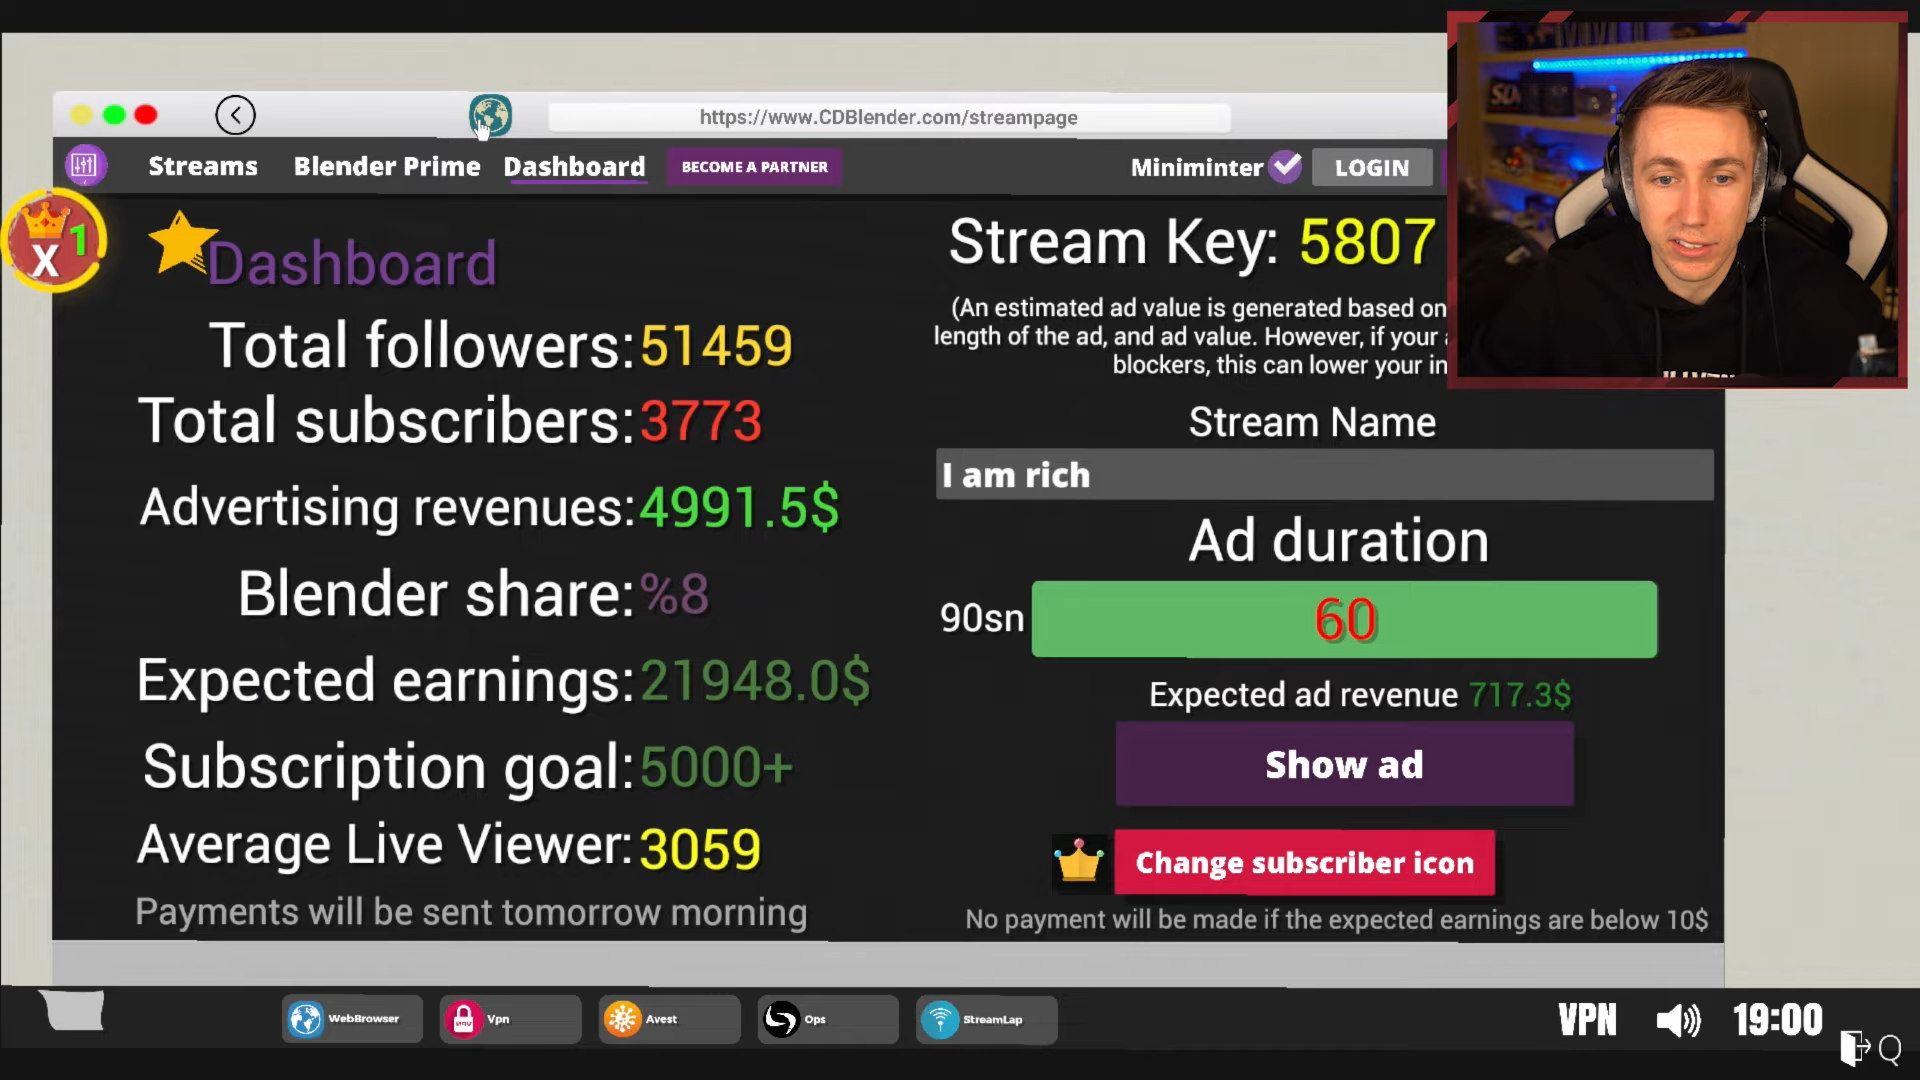 https://www.CDBlender.com/streampage
Streams Blender Prime Dashboard BECOME A PARTNER Miniminter LOGIN
X 1
Dashboard
Total followers: 51459
Total subscribers: 3773
Advertising revenues: 4991.5$
Blender share: %8
Expected earnings: 21948.0$
Subscription goal: 5000+
Average Live Viewer: 3059
Payments will be sent tomorrow morning
Stream Key: 5807
(An estimated ad value is generated based on
length of the ad, and ad value. However, if your
blockers, this can lower your
Stream Name
I am rich
Ad duration
90sn 60
Expected ad revenue 717.3$
Show ad
Change subscriber icon
No payment will be made if the expected earnings are below 10$
WebBrowser Vpn Avest Ops StreamLap
VPN 19:00
Q